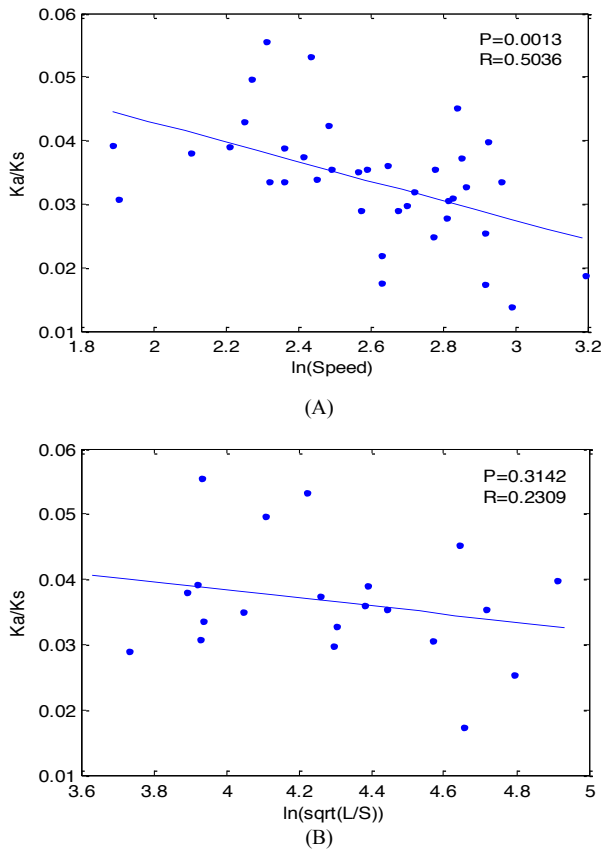 0.06
0.05
0.04
0.03
0.02
0.01
Ka/Ks
P=0.0013
R=0.5036
1.8 2 2.2 2.4 2.6 2.8 3 3.2
ln(Speed)
(A)
0.06
0.05
0.04
0.03
0.02
0.01
Ka/Ks
P=0.3142
R=0.2309
3.6 3.8 4 4.2 4.4 4.6 4.8 5
ln(sqrt(L/S))
(B)